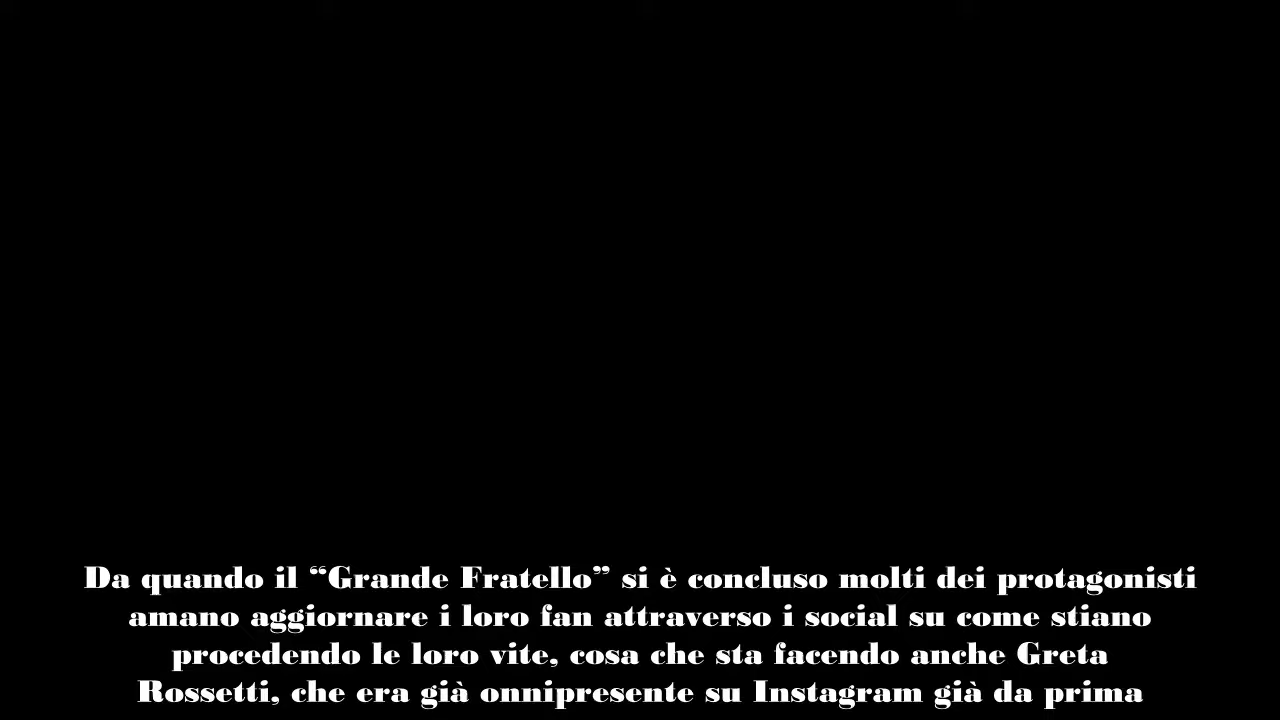 Da quando il “Grande Fratello” si è concluso molti dei protagonisti
amano aggiornare i loro fan attraverso i social su come stiano
procedendo le loro vite, cosa che sta facendo anche Greta
Rossetti, che era già onnipresente su Instagram già da prima